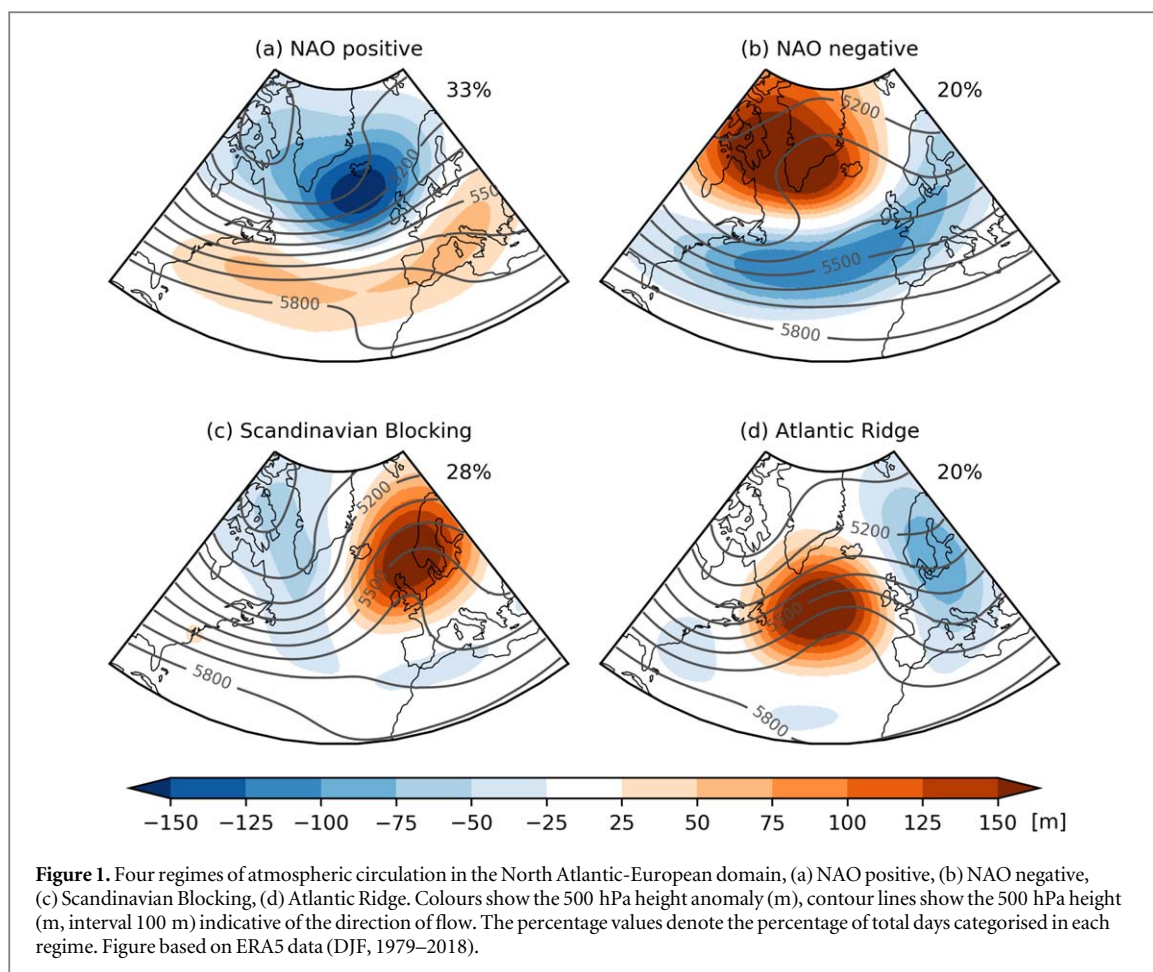 (a) NAO positive
33%
5200
5500
5800
(b) NAO negative
20%
5200
5500
5800
(c) Scandinavian Blocking
28%
5200
5500
5800
(d) Atlantic Ridge
20%
5200
5500
5800
−150 −125 −100 −75 −50 −25 25 50 75 100 125 150 [m]
Figure 1. Four regimes of atmospheric circulation in the North Atlantic-European domain, (a) NAO positive, (b) NAO negative,
(c) Scandinavian Blocking, (d) Atlantic Ridge. Colours show the 500 hPa height anomaly (m), contour lines show the 500 hPa height
(m, interval 100 m) indicative of the direction of flow. The percentage values denote the percentage of total days categorised in each
regime. Figure based on ERA5 data (DJF, 1979–2018).